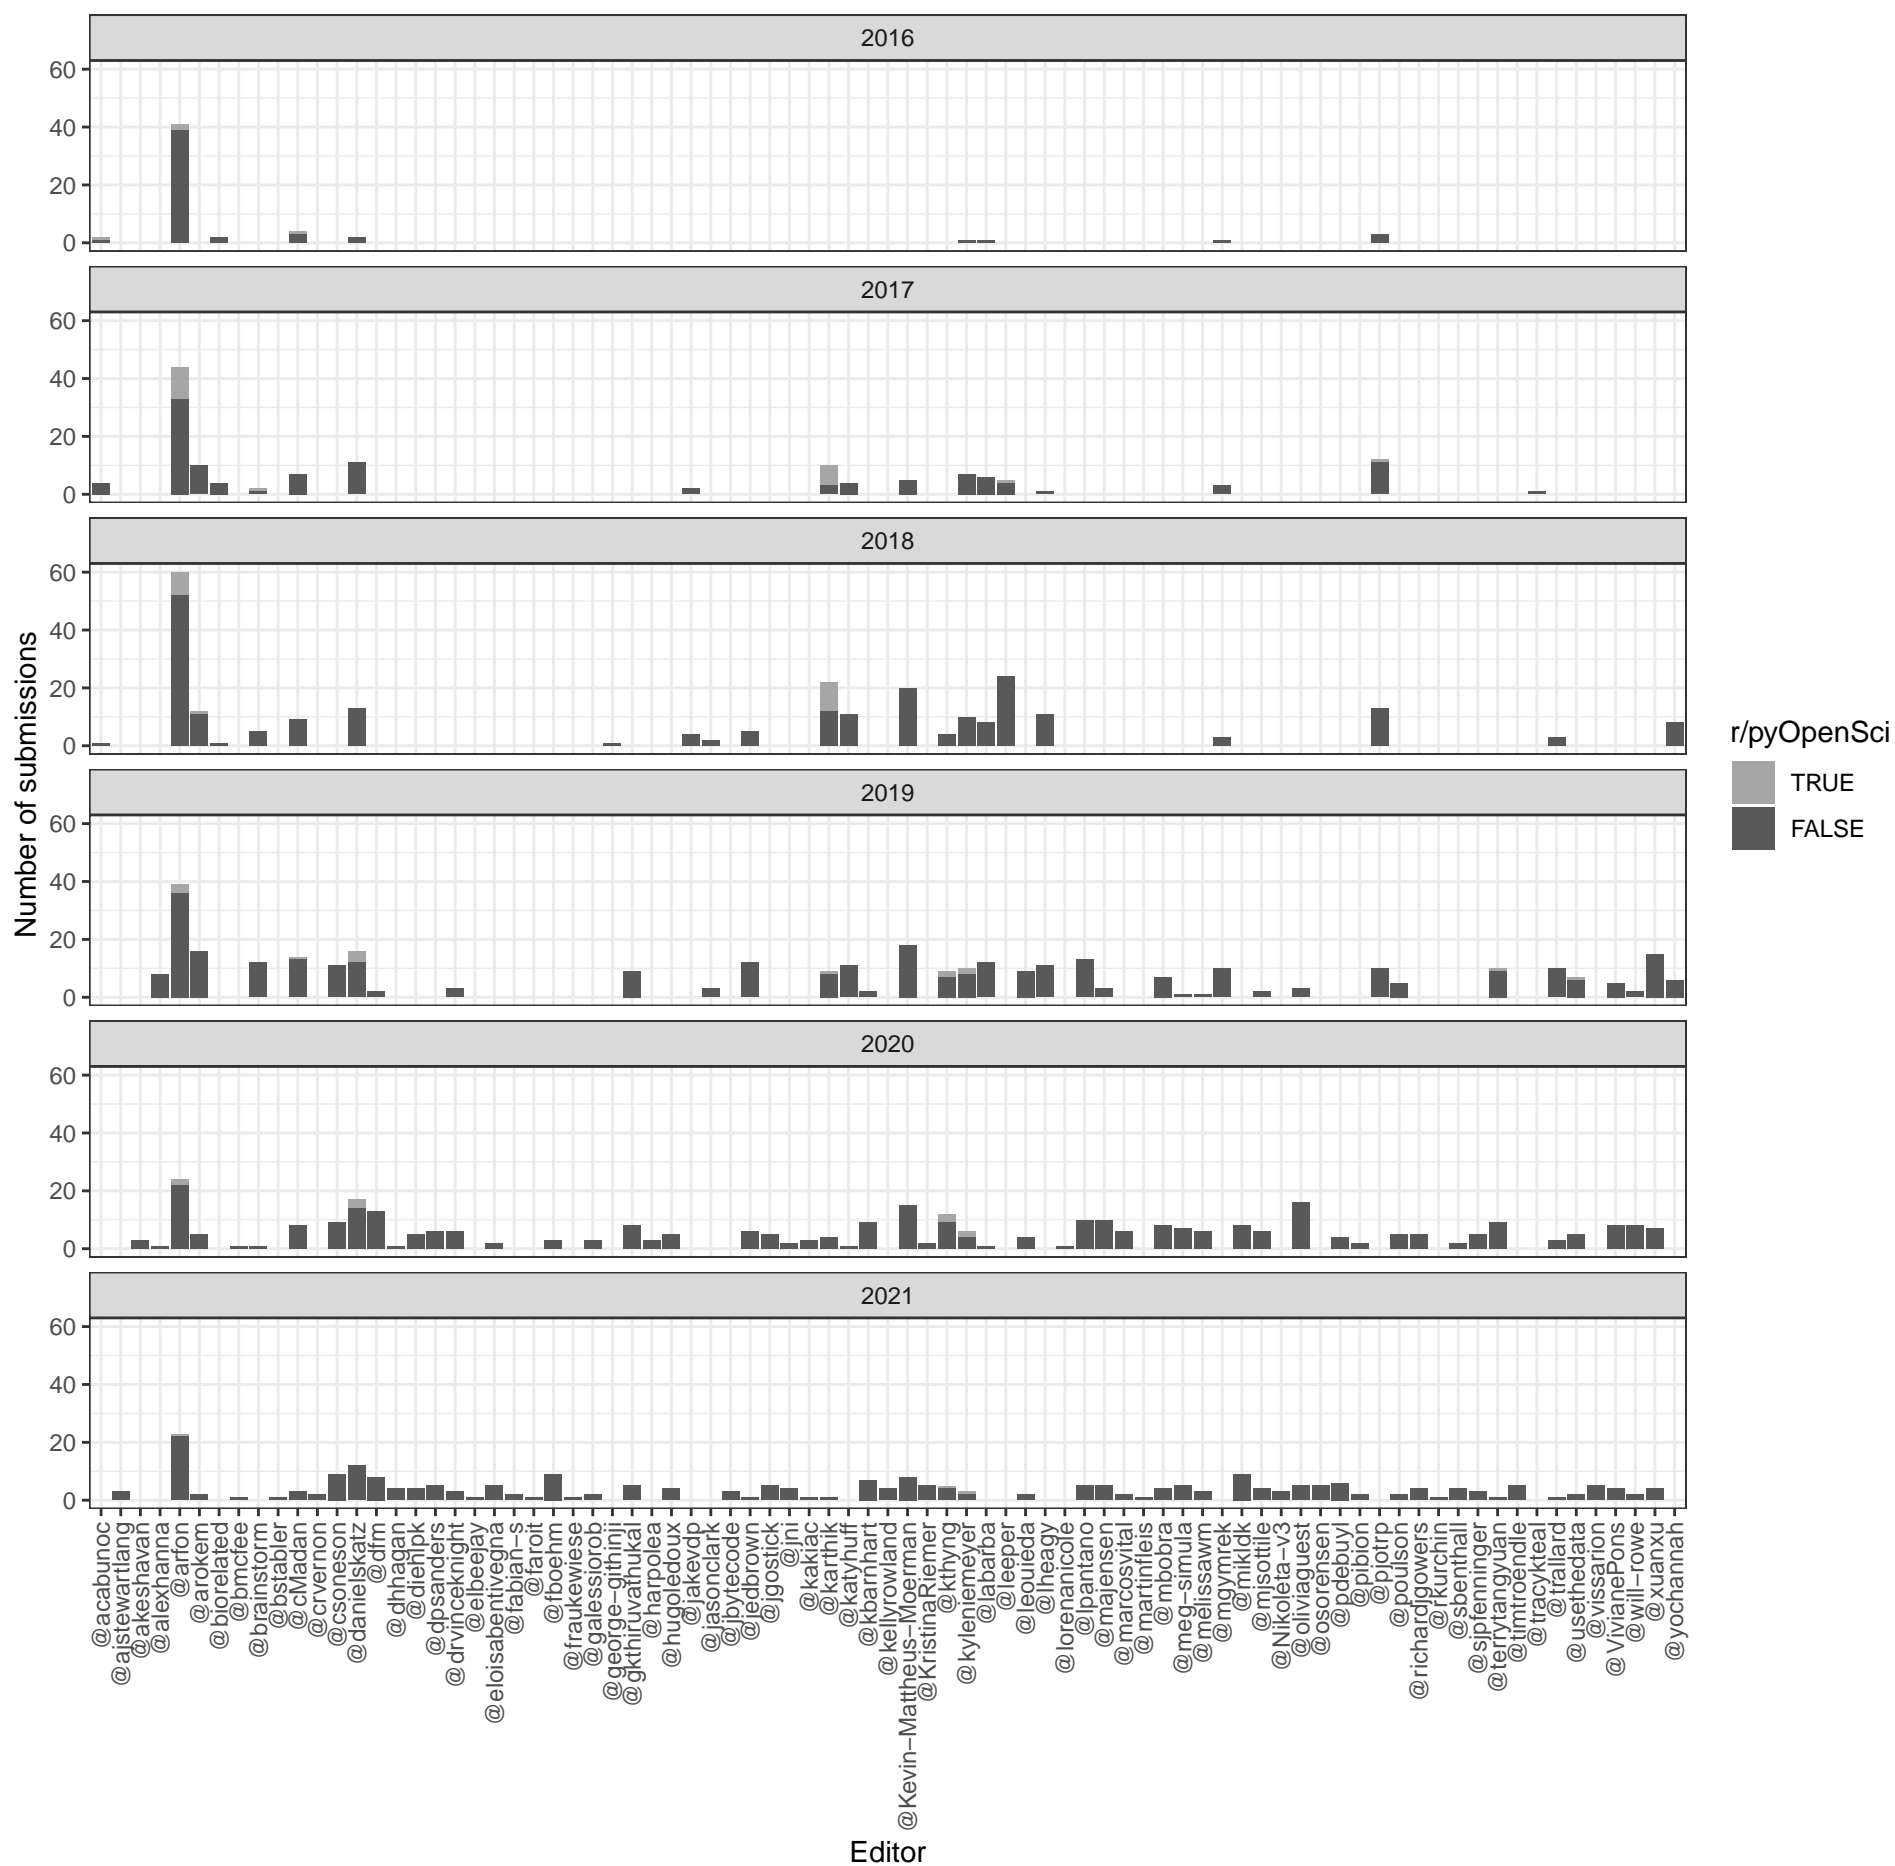 2016
60
40
20
0
2017
60
40
20
0
2018
60
40
20
0
2019
60
40
20
0
2020
60
40
20
0
2021
60
40
20
0
Number of submissions
@acabunoc
@ajstewartlang
@akeshavan
@alexhanna
@arfon
@arokem
@biorelated
@bmcfee
@brainstorm
@bstabler
@cMadan
@crvernon
@csoneson
@danielskatz
@dfm
@dhhagan
@diehlpk
@dpsanders
@drvinceknight
@elbeejay
@eloisabentivegna
@fabian−s
@faroit
@fboehm
@fraukewiese
@galessiorob
@george−githinji
@gkthiruvathukal
@harpolea
@hugoledoux
@jakevdp
@jasonclark
@jbytecode
@jedbrown
@jgostick
@jni
@kakiac
@karthik
@katyhuff
@kbarnhart
@kellyrowland
@Kevin−Mattheus−Moerman
@KristinaRiemer
@kthyng
@kyleniemeyer
@labarba
@leeper
@leouieda
@lheagy
@lorenanicole
@lpantano
@majensen
@marcosvital
@martinfleis
@mbobra
@meg−simula
@melissawm
@mgymrek
@mikldk
@mjsottile
@Nikoleta−v3
@oliviaguest
@osorensen
@pdebuyl
@pibion
@pjotrp
@poulson
@richardjgowers
@rkurchin
@sbenthall
@sjpfenninger
@terrytangyuan
@timtroendle
@tracykteal
@trallard
@usethedata
@vissarion
@VivianePons
@will−rowe
@xuanxu
@yochannah
Editor
r/pyOpenSci
TRUE
FALSE